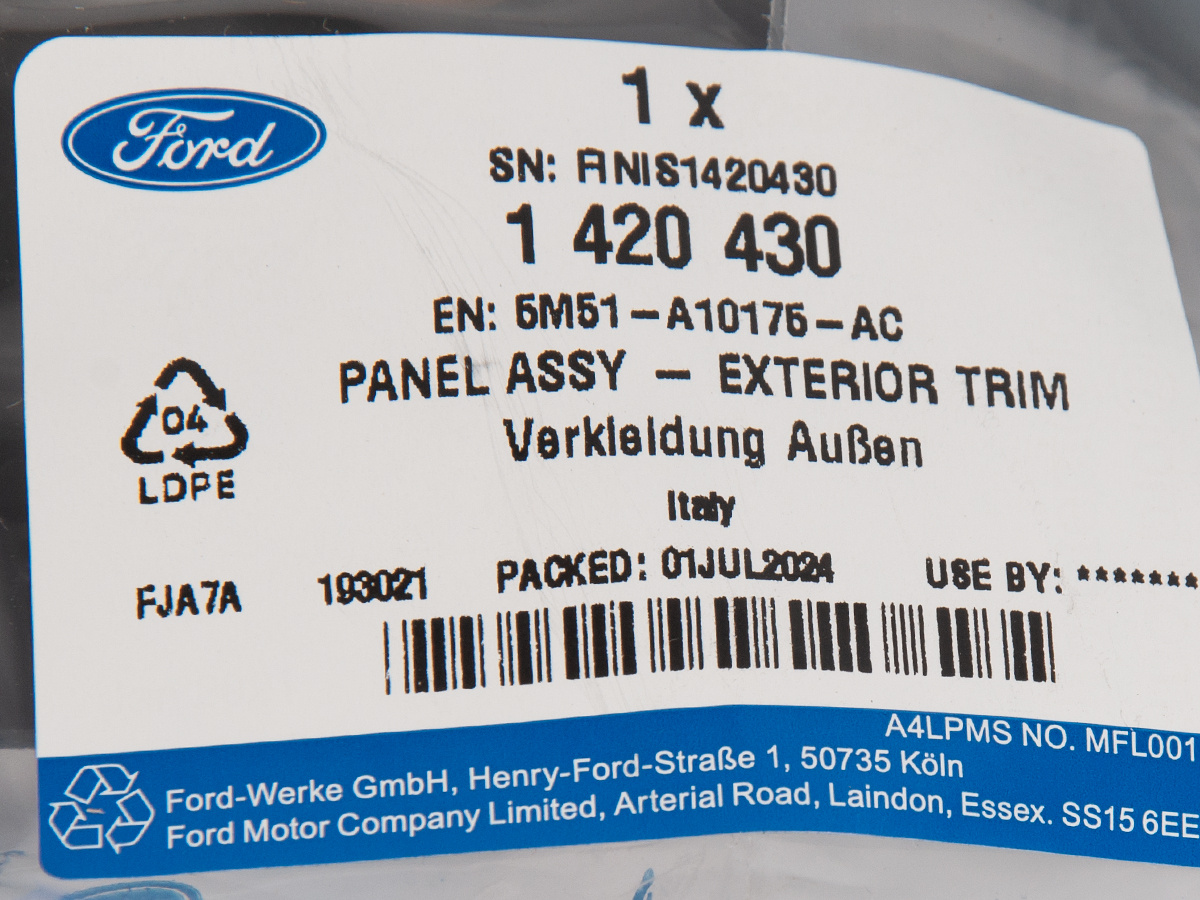 Ford
1 x
SN: FINIS1420430
1 420 430
EN: 5M51-A10175-AC
PANEL ASSY - EXTERIOR TRIM
Verkleidung Außen
Italy
04
LDPE
FJA7A 193021 PACKED: 01JUL2024 USE BY: *******
A4LPMS NO. MFL001
Ford-Werke GmbH, Henry-Ford-Straße 1, 50735 Köln
Ford Motor Company Limited, Arterial Road, Laindon, Essex. SS15 6EE